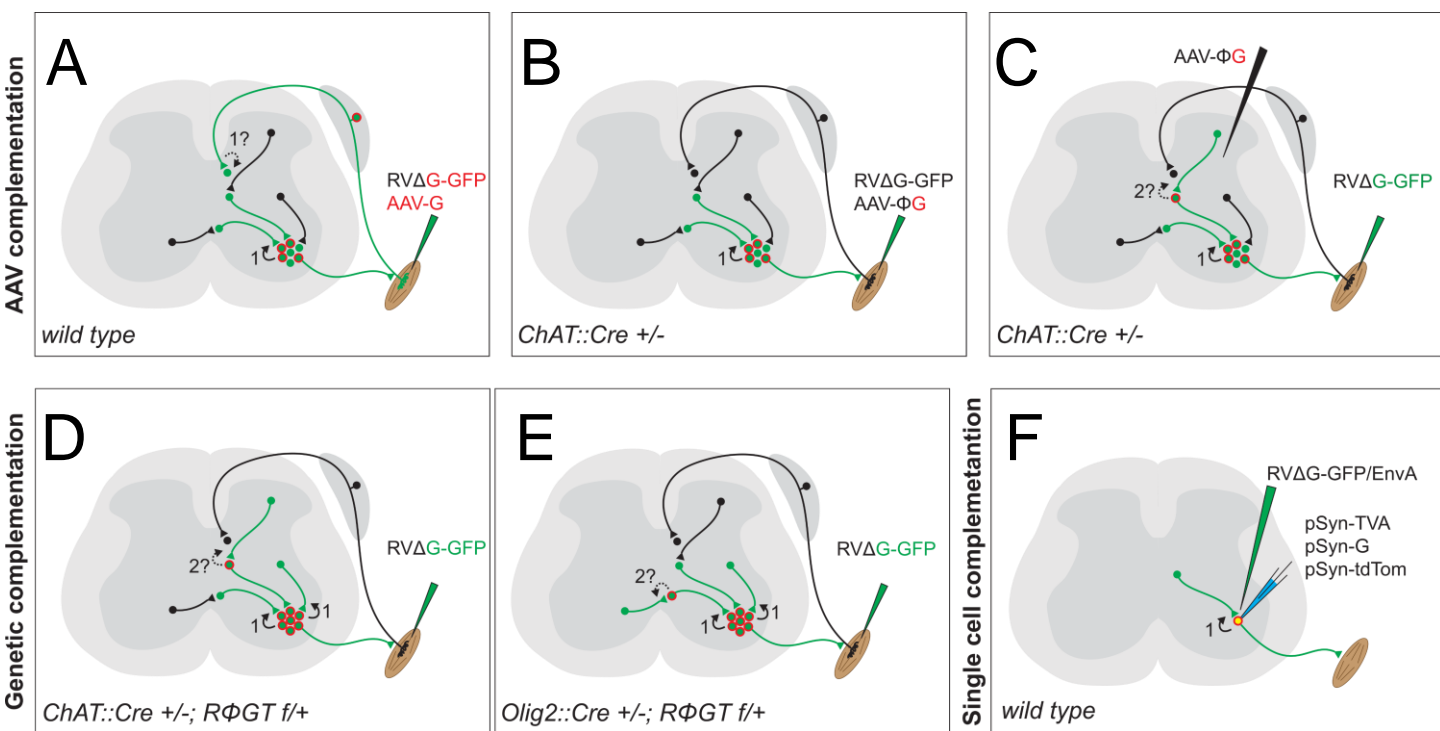 AAV complementation
A
1?
RVΔG-GFP
AAV-G
1
wild type
B
RVΔG-GFP
AAV-ΦG
1
ChAT::Cre +/-
C
AAV-ΦG
RVΔG-GFP
2?
1
ChAT::Cre +/-
Genetic complementation
D
RVΔG-GFP
2?
1
1
ChAT::Cre +/-; RΦGT f/+
E
RVΔG-GFP
2?
1
1
Olig2::Cre +/-; RΦGT f/+
Single cell complemetantion
F
RVΔG-GFP/EnvA
pSyn-TVA
pSyn-G
pSyn-tdTom
1
wild type